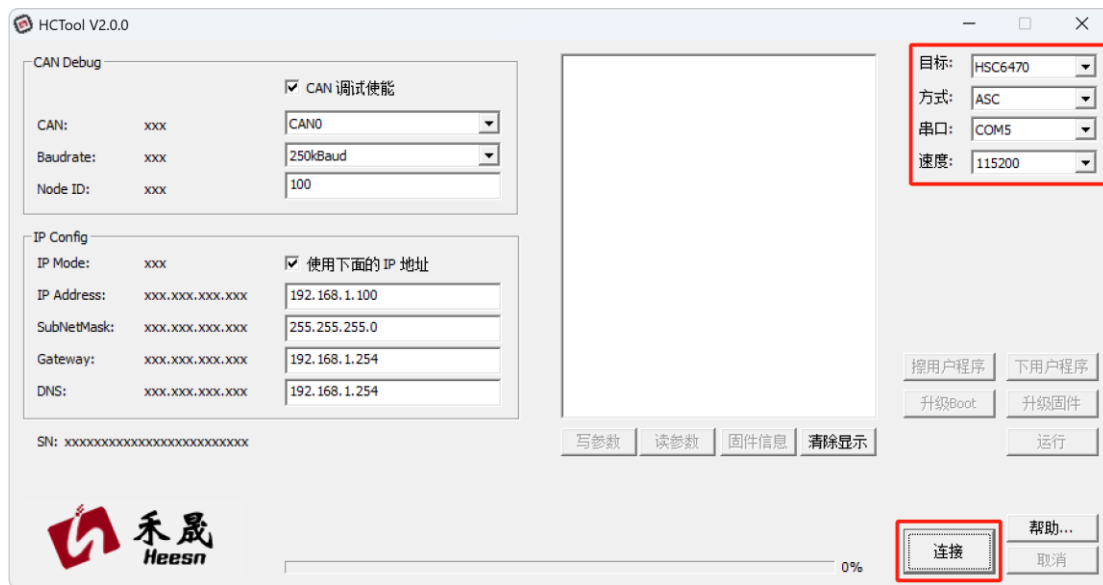 HCTool V2.0.0
CAN Debug
CAN 调试使能
CAN: xxx CAN0
Baudrate: xxx 250kBaud
Node ID: xxx 100
IP Config
IP Mode: xxx 使用下面的 IP 地址
IP Address: xxx.xxx.xxx.xxx 192.168.1.100
SubNetMask: xxx.xxx.xxx.xxx 255.255.255.0
Gateway: xxx.xxx.xxx.xxx 192.168.1.254
DNS: xxx.xxx.xxx.xxx 192.168.1.254
SN: xxxxxxxxxxxxxxxxxxxxxxxxx
写参数 读参数 固件信息 清除显示
目标: HSC6470
方式: ASC
串口: COM5
速度: 115200
擦用户程序 下用户程序
升级Boot 升级固件
运行
禾晟
Heesn
0%
连接
帮助...
取消